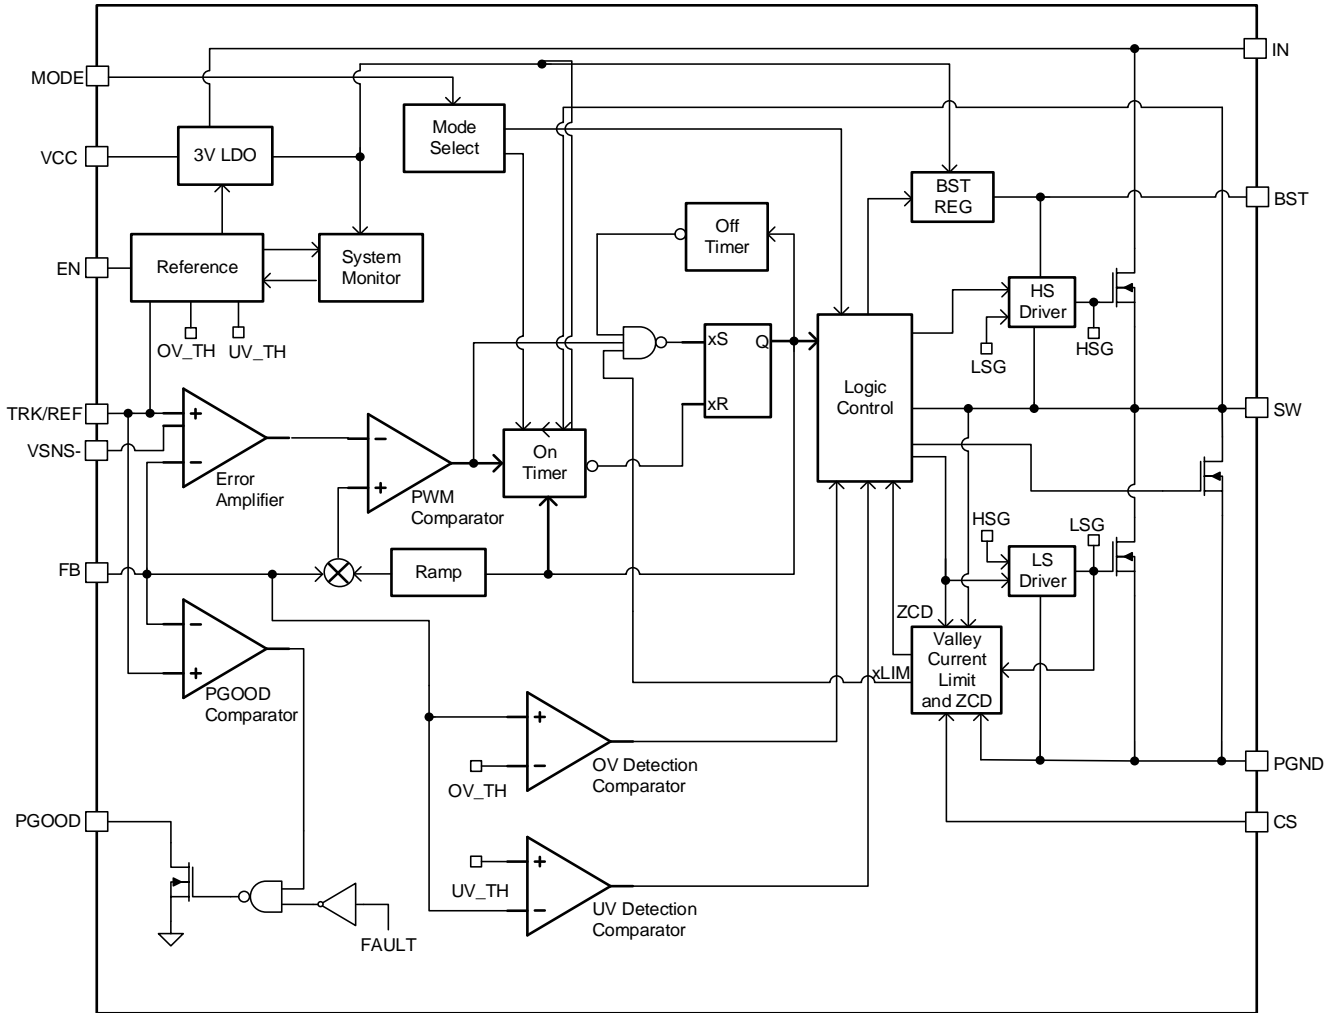 IN
MODE
Mode
Select
VCC
3V LDO
BST
REG
BST
Off
Timer
EN
Reference
System
Monitor
HS
Driver
OV_TH
UV_TH
LSG
HSG
xS
Q
xR
Logic
Control
TRK/REF
SW
VSNS-
+
−
Error
Amplifier
−
+
PWM
Comparator
On
Timer
HSG
LSG
FB
Ramp
LS
Driver
ZCD
−
+
PGOOD
Comparator
xLIM
Valley
Current
Limit
and ZCD
+
−
OV_TH
OV Detection
Comparator
PGND
PGOOD
CS
+
−
UV_TH
UV Detection
Comparator
FAULT